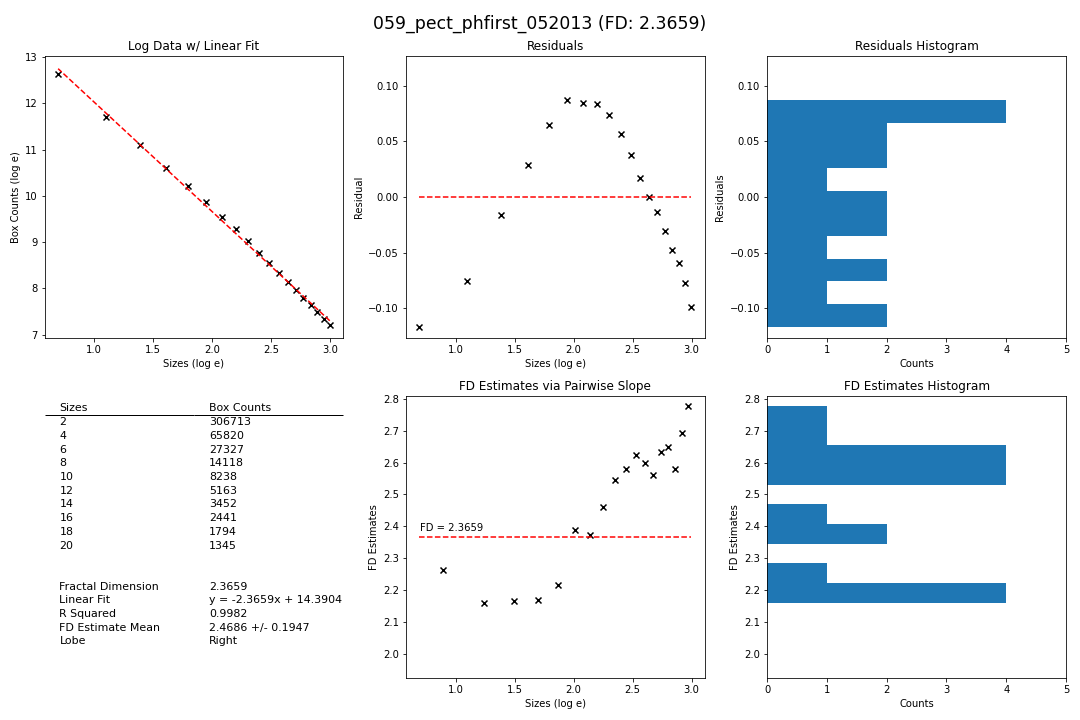 059_pect_phfirst_052013 (FD: 2.3659)
Log Data w/ Linear Fit
13
12
11
10
9
8
7
Box Counts (log e)
1.0 1.5 2.0 2.5 3.0
Sizes (log e)
Residuals
0.10
0.05
0.00
−0.05
−0.10
Residual
1.0 1.5 2.0 2.5 3.0
Sizes (log e)
Residuals Histogram
0.10
0.05
0.00
−0.05
−0.10
Residuals
0 1 2 3 4 5
Counts
Sizes Box Counts
2 306713
4 65820
6 27327
8 14118
10 8238
12 5163
14 3452
16 2441
18 1794
20 1345
Fractal Dimension 2.3659
Linear Fit y = -2.3659x + 14.3904
R Squared 0.9982
FD Estimate Mean 2.4686 +/- 0.1947
Lobe Right
FD Estimates via Pairwise Slope
2.8
2.7
2.6
2.5
2.4
2.3
2.2
2.1
2.0
FD Estimates
FD = 2.3659
1.0 1.5 2.0 2.5 3.0
Sizes (log e)
FD Estimates Histogram
2.8
2.7
2.6
2.5
2.4
2.3
2.2
2.1
2.0
FD Estimates
0 1 2 3 4 5
Counts